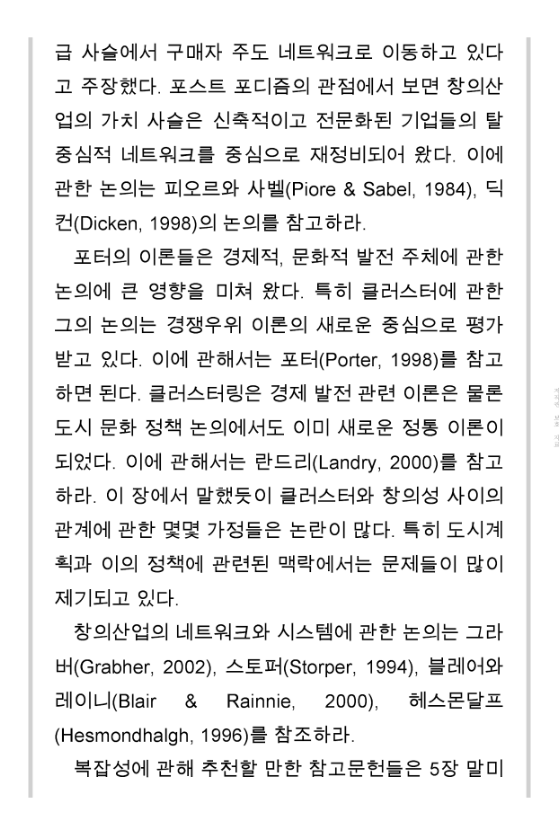 급 사슬에서 구매자 주도 네트워크로 이동하고 있다
고 주장했다. 포스트 포디즘의 관점에서 보면 창의산
업의 가치 사슬은 신축적이고 전문화된 기업들의 탈
중심적 네트워크를 중심으로 재정비되어 왔다. 이에
관한 논의는 피오르와 사벨(Piore & Sabel, 1984), 딕
컨(Dicken, 1998)의 논의를 참고하라.
포터의 이론들은 경제적, 문화적 발전 주체에 관한
논의에 큰 영향을 미쳐 왔다. 특히 클러스터에 관한
그의 논의는 경쟁우위 이론의 새로운 중심으로 평가
받고 있다. 이에 관해서는 포터(Porter, 1998)를 참고
하면 된다. 클러스터링은 경제 발전 관련 이론은 물론
도시 문화 정책 논의에서도 이미 새로운 정통 이론이
되었다. 이에 관해서는 란드리(Landry, 2000)를 참고
하라. 이 장에서 말했듯이 클러스터와 창의성 사이의
관계에 관한 몇몇 가정들은 논란이 많다. 특히 도시계
획과 이의 정책에 관련된 맥락에서는 문제들이 많이
제기되고 있다.
창의산업의 네트워크와 시스템에 관한 논의는 그라
버(Grabher, 2002), 스토퍼(Storper, 1994), 블레어와
레이니(Blair & Rainnie, 2000), 헤스몬달프
(Hesmondhalgh, 1996)를 참조하라.
복잡성에 관해 추천할 만한 참고문헌들은 5장 말미